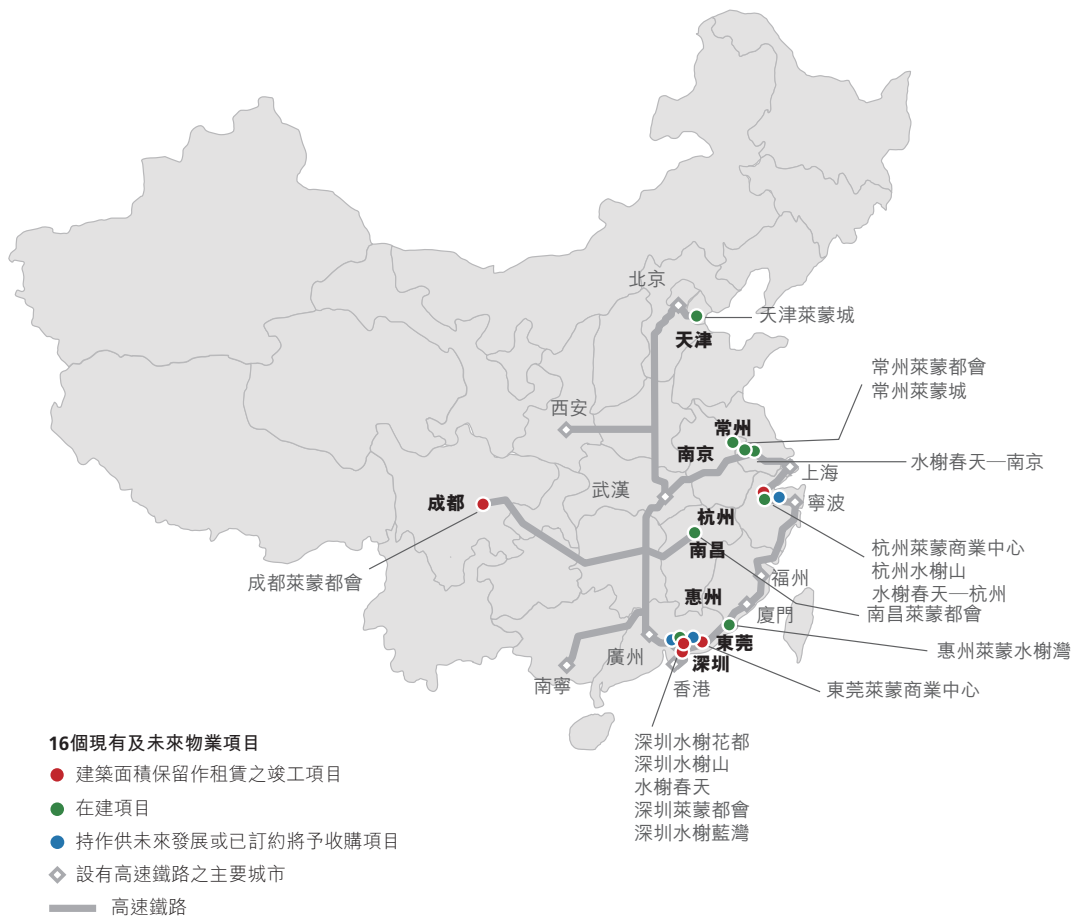 北京
天津萊蒙城
天津
常州萊蒙都會
常州萊蒙城
西安
常州
南京
水榭春天—南京
上海
武漢
成都
寧波
杭州
杭州萊蒙商業中心
杭州水榭山
水榭春天—杭州
南昌
成都萊蒙都會
福州
南昌萊蒙都會
惠州
廈門
惠州萊蒙水榭灣
東莞
廣州
深圳
南寧
香港
東莞萊蒙商業中心
深圳水榭花都
深圳水榭山
水榭春天
深圳萊蒙都會
深圳水榭藍灣
16個現有及未來物業項目
建築面積保留作租賃之竣工項目
在建項目
持作供未來發展或已訂約將予收購項目
設有高速鐵路之主要城市
高速鐵路